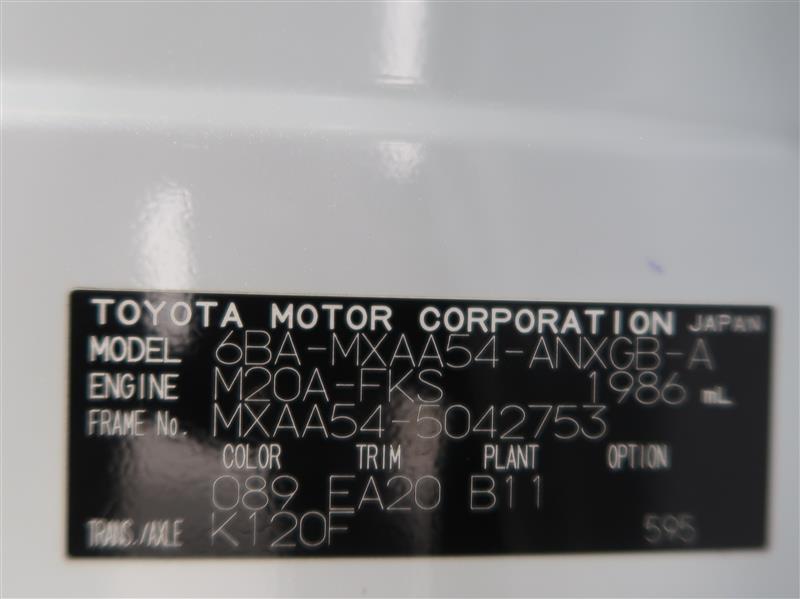 TOYOTA MOTOR CORPORATION JAPAN
MODEL 6BA-MXAA54-ANXGB-A
ENGINE M20A-FKS 1986 mL
FRAME No. MXAA54-5042753
COLOR TRIM PLANT OPTION
089 EA20 B11
TRANS./AXLE K120F 595